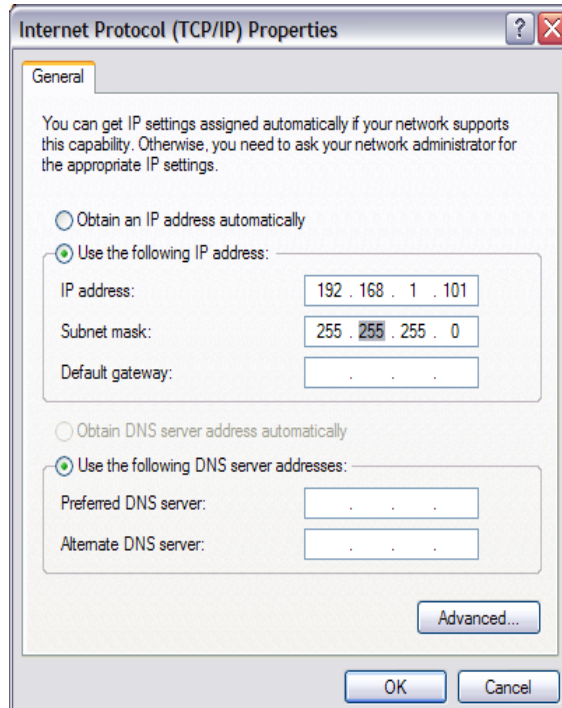 Internet Protocol (TCP/IP) Properties
General
You can get IP settings assigned automatically if your network supports
this capability. Otherwise, you need to ask your network administrator for
the appropriate IP settings.
Obtain an IP address automatically
Use the following IP address:
IP address: 192 . 168 . 1 . 101
Subnet mask: 255 . 255 . 255 . 0
Default gateway: . . .
Obtain DNS server address automatically
Use the following DNS server addresses:
Preferred DNS server: . . .
Alternate DNS server: . . .
Advanced...
OK Cancel